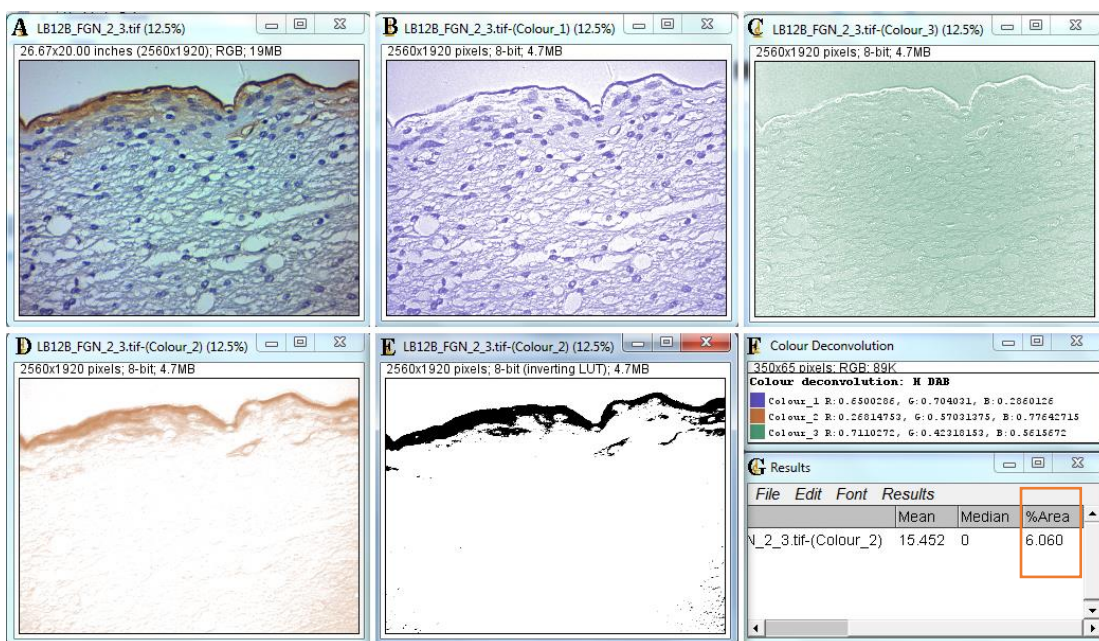 A LB12B_FGN_2_3.tif (12.5%)
26.67x20.00 inches (2560x1920); RGB; 19MB
B LB12B_FGN_2_3.tif-(Colour_1) (12.5%)
2560x1920 pixels; 8-bit; 4.7MB
C LB12B_FGN_2_3.tif-(Colour_3) (12.5%)
2560x1920 pixels; 8-bit; 4.7MB
D LB12B_FGN_2_3.tif-(Colour_2) (12.5%)
2560x1920 pixels; 8-bit; 4.7MB
E LB12B_FGN_2_3.tif-(Colour_2) (12.5%)
2560x1920 pixels; 8-bit (inverting LUT); 4.7MB
F Colour Deconvolution
350x65 pixels; RGB; 89K
Colour deconvolution: H DAB
Colour_1 R:0.6500286, G:0.704031, B:0.2860126
Colour_2 R:0.26814753, G:0.57031375, B:0.77642715
Colour_3 R:0.7110272, G:0.42318153, B:0.5615672
G Results
File Edit Font Results
Mean Median %Area
N_2_3.tif-(Colour_2) 15.452 0 6.060